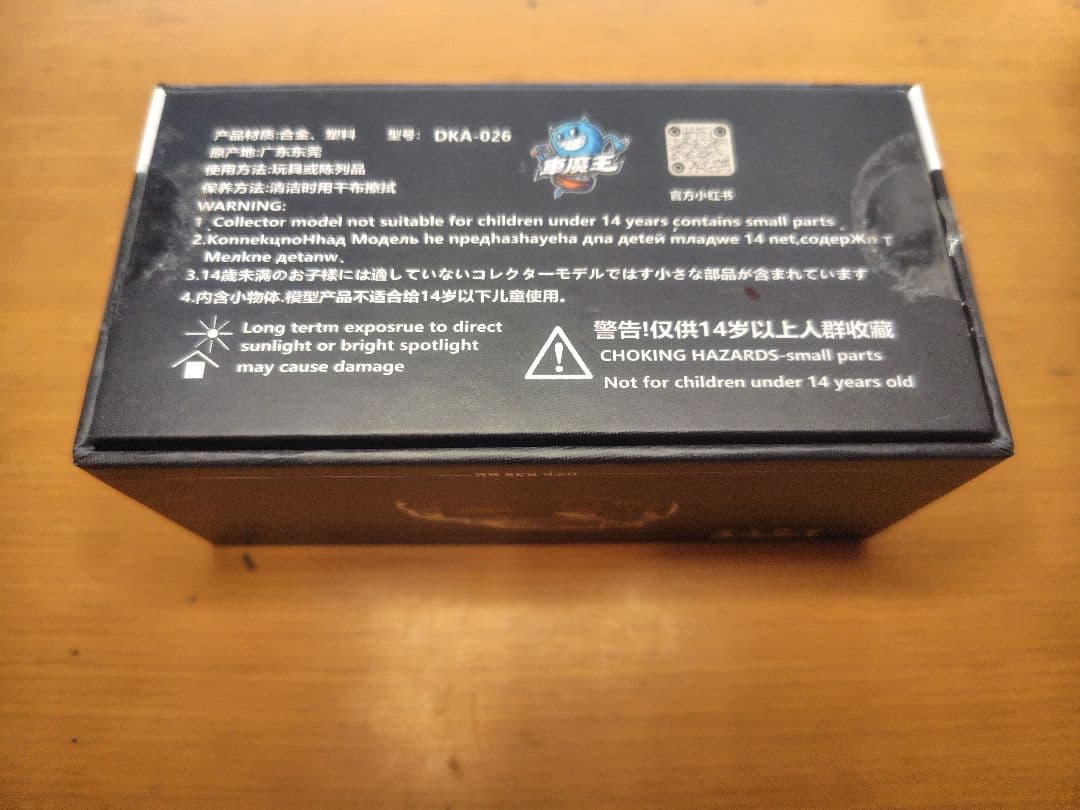 产品材质:合金、塑料 型号: DKA-026
原产地:广东东莞
使用方法:玩具或陈列品
保养方法:清洁时用干布擦拭
車魔王
官方小红书
WARNING:
1.Collector model not suitable for children under 14 years contains small parts
2.КоппекцпоННад Модель hе предhазhауеhа дпа детей младwе 14 пеt,содерЖп т
Мелкпе детапw、
3.14歳未満のお子様には適していないコレクターモデルではす小さな部品が含まれています
4.内含小物体.模型产品不适合给14岁以下儿童使用。
Long tertm exposrue to direct
sunlight or bright spotlight
may cause damage
警告!仅供14岁以上人群收藏
CHOKING HAZARDS-small parts
Not for children under 14 years old